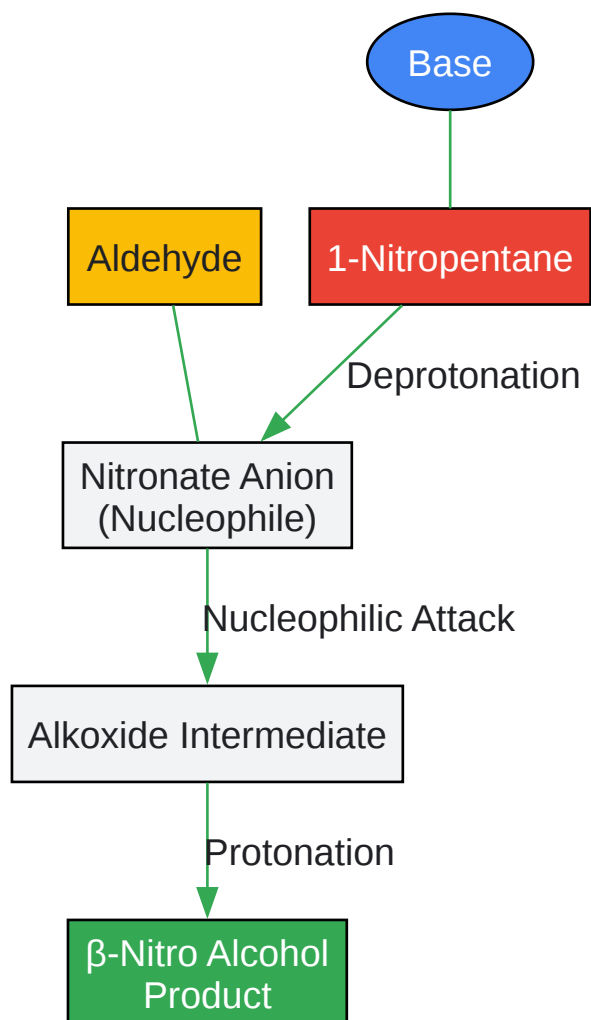 Base
Aldehyde
1-Nitropentane
Deprotonation
Nitronate Anion
(Nucleophile)
Nucleophilic Attack
Alkoxide Intermediate
Protonation
β-Nitro Alcohol
Product